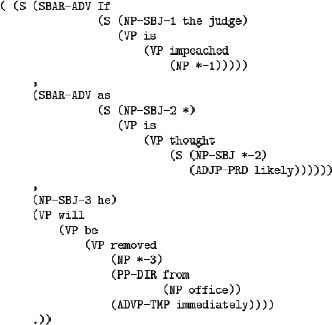 ( (S (SBAR-ADV If
(S (NP-SBJ-1 the judge)
(VP is
(VP impeached
(NP *-1)))))
,
(SBAR-ADV as
(S (NP-SBJ-2 *)
(VP is
(VP thought
(S (NP-SBJ *-2)
(ADJP-PRD likely))))))
,
(NP-SBJ-3 he)
(VP will
(VP be
(VP removed
(NP *-3)
(PP-DIR from
(NP office))
(ADVP-TMP immediately))))
.))